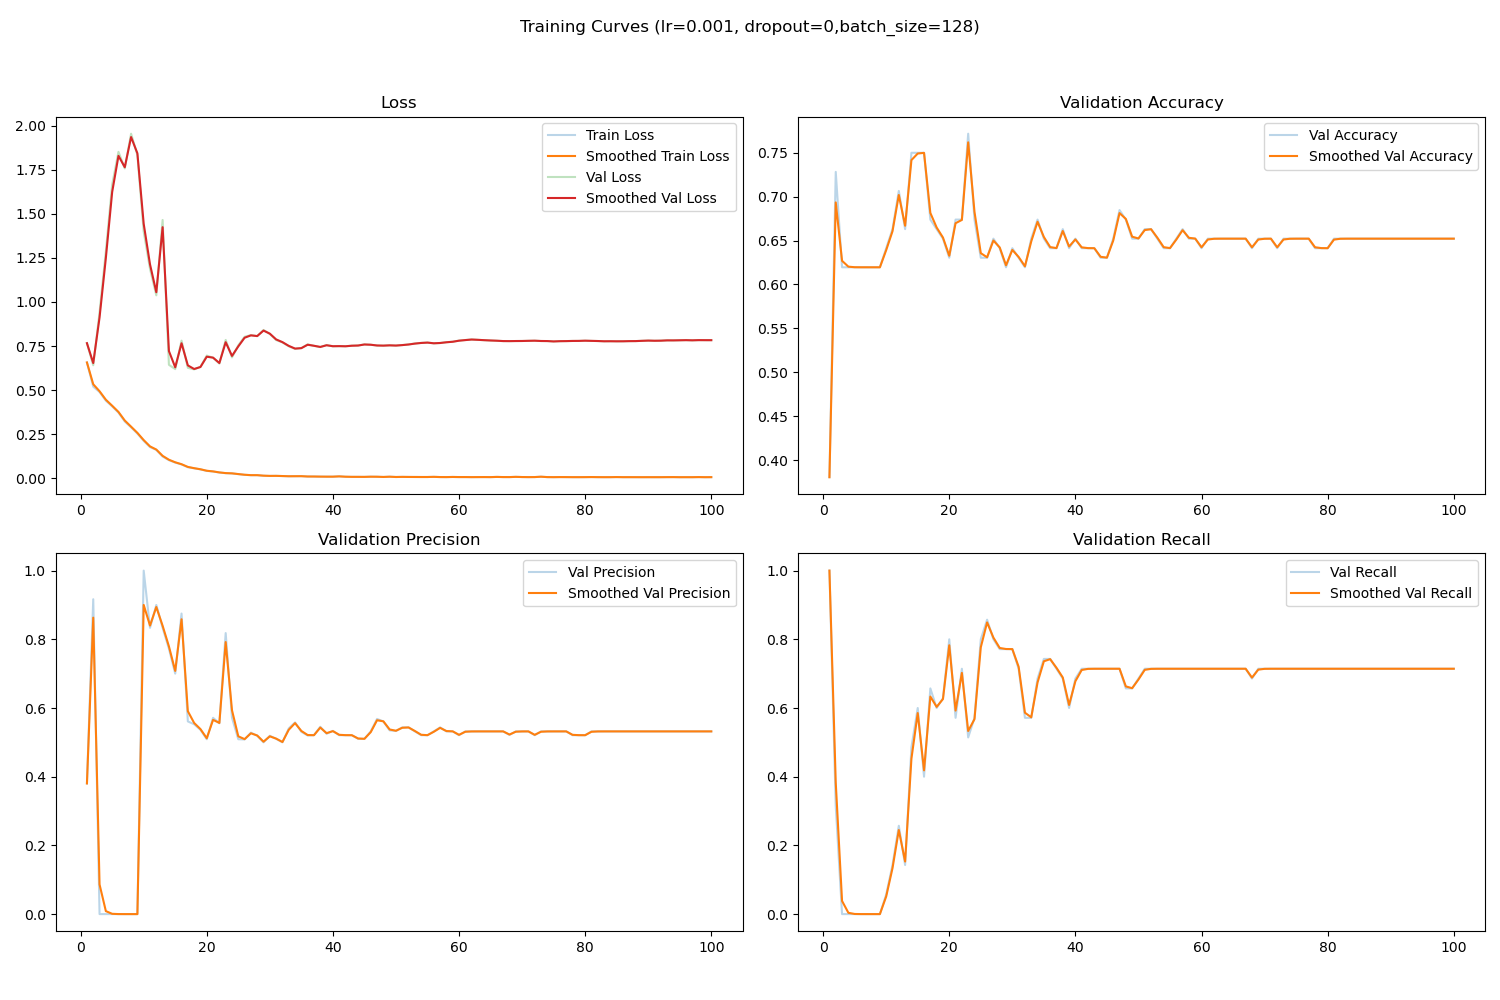 Training Curves (lr=0.001, dropout=0,batch_size=128)
Loss
Train Loss
Smoothed Train Loss
Val Loss
Smoothed Val Loss
2.00
1.75
1.50
1.25
1.00
0.75
0.50
0.25
0.00
0 20 40 60 80 100
Validation Accuracy
Val Accuracy
Smoothed Val Accuracy
0.75
0.70
0.65
0.60
0.55
0.50
0.45
0.40
0 20 40 60 80 100
Validation Precision
Val Precision
Smoothed Val Precision
1.0
0.8
0.6
0.4
0.2
0.0
0 20 40 60 80 100
Validation Recall
Val Recall
Smoothed Val Recall
1.0
0.8
0.6
0.4
0.2
0.0
0 20 40 60 80 100